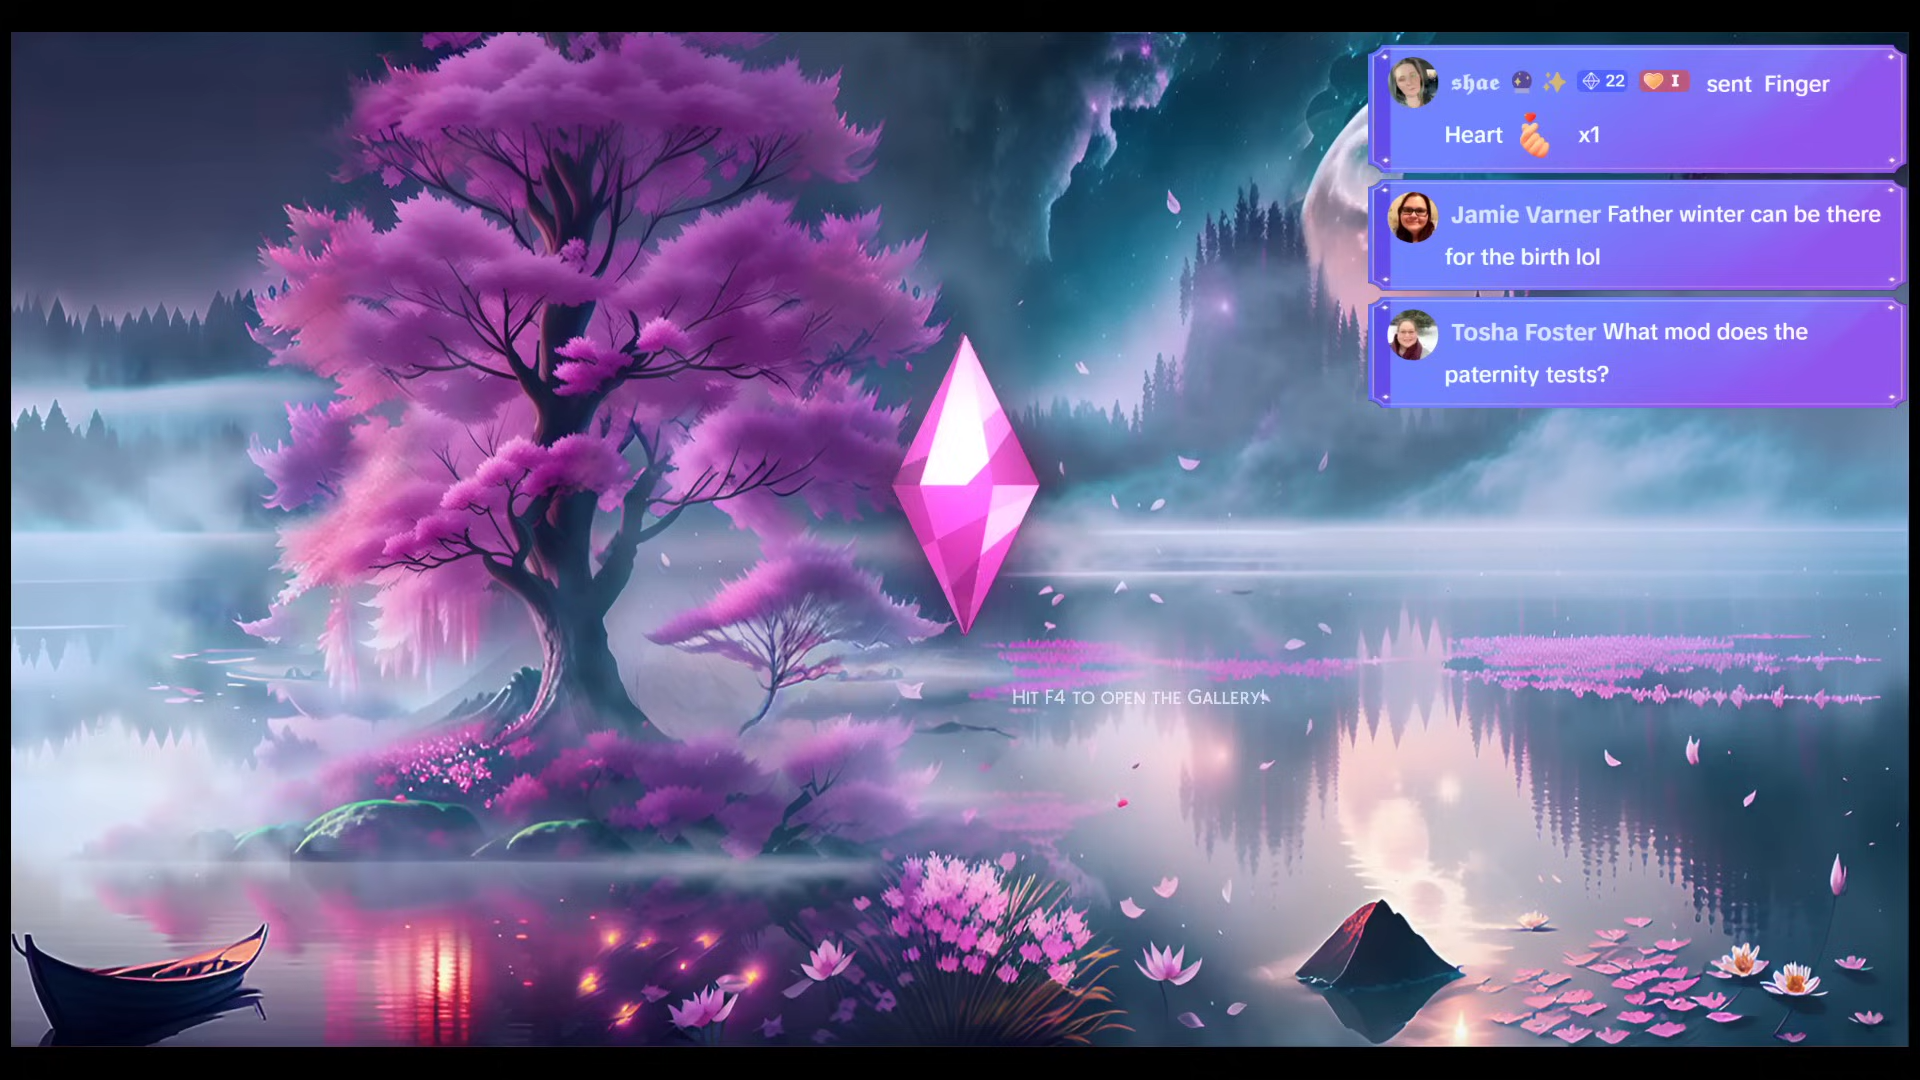 shae 🔮 ✨ 22 I sent Finger
Heart x1
Jamie Varner Father winter can be there
for the birth lol
Tosha Foster What mod does the
paternity tests?
Hit F4 to open the Gallery!